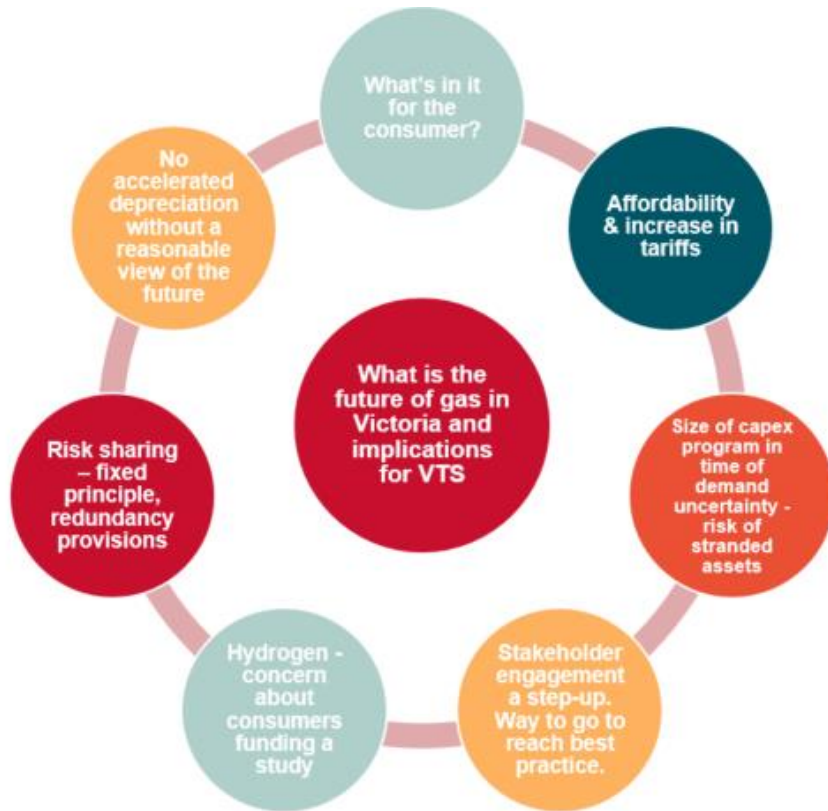 What's in it
for the
consumer?
Affordability
& increase in
tariffs
Size of capex
program in
time of
demand
uncertainty -
risk of
stranded
assets
Stakeholder
engagement
a step-up.
Way to go to
reach best
practice.
Hydrogen -
concern
about
consumers
funding a
study
Risk sharing
– fixed
principle,
redundancy
provisions
No
accelerated
depreciation
without a
reasonable
view of the
future
What is the
future of gas in
Victoria and
implications
for VTS